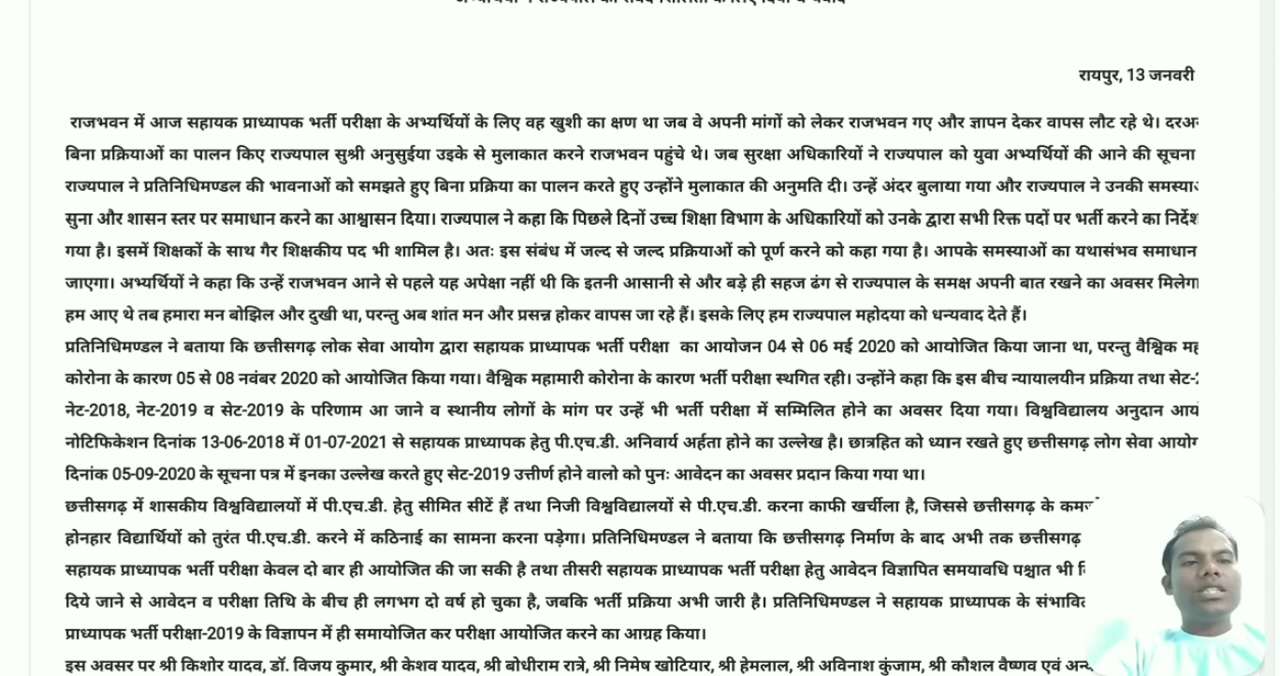 रायपुर, 13 जनवरी
राजभवन में आज सहायक प्राध्यापक भर्ती परीक्षा के अभ्यर्थियों के लिए वह खुशी का क्षण था जब वे अपनी मांगों को लेकर राजभवन गए और ज्ञापन देकर वापस लौट रहे थे।
बिना प्रक्रियाओं का पालन किए राज्यपाल सुश्री अनुसुईया उइके से मुलाकात करने राजभवन पहुंचे थे। जब सुरक्षा अधिकारियों ने राज्यपाल को युवा अभ्यर्थियों की आने की सूचना
राज्यपाल ने प्रतिनिधिमण्डल की भावनाओं को समझते हुए बिना प्रक्रिया का पालन करते हुए उन्होंने मुलाकात की अनुमति दी। उन्हें अंदर बुलाया गया और राज्यपाल ने उनकी
सुना और शासन स्तर पर समाधान करने का आश्वासन दिया। राज्यपाल ने कहा कि पिछले दिनों उच्च शिक्षा विभाग के अधिकारियों को उनके द्वारा सभी रिक्त पदों पर भर्ती करने का निर्देश
गया है। इसमें शिक्षकों के साथ गैर शिक्षकीय पद भी शामिल है। अतः इस संबंध में जल्द से जल्द प्रक्रियाओं को पूर्ण करने को कहा गया है। आपके समस्याओं का यथासंभव समाधान
जाएगा। अभ्यर्थियों ने कहा कि उन्हें राजभवन आने से पहले यह अपेक्षा नहीं थी कि इतनी आसानी से और बड़े ही सहज ढंग से राज्यपाल के समक्ष अपनी बात रखने का अवसर मिलेगा
हम आए थे तब हमारा मन बोझिल और दुखी था, परन्तु अब शांत मन और प्रसन्न होकर वापस जा रहे हैं। इसके लिए हम राज्यपाल महोदया को धन्यवाद देते हैं।
प्रतिनिधिमण्डल ने बताया कि छत्तीसगढ़ लोक सेवा आयोग द्वारा सहायक प्राध्यापक भर्ती परीक्षा का आयोजन 04 से 06 मई 2020 को आयोजित किया जाना था, परन्तु वैश्विक
कोरोना के कारण 05 से 08 नवंबर 2020 को आयोजित किया गया। वैश्विक महामारी कोरोना के कारण भर्ती परीक्षा स्थगित रही। उन्होंने कहा कि इस बीच न्यायालयीन प्रक्रिया तथा
नेट-2018, नेट-2019 व सेट-2019 के परिणाम आ जाने व स्थानीय लोगों के मांग पर उन्हें भी भर्ती परीक्षा में सम्मिलित होने का अवसर दिया गया। विश्वविद्यालय अनुदान
नोटिफिकेशन दिनांक 13-06-2018 में 01-07-2021 से सहायक प्राध्यापक हेतु पी.एच.डी. अनिवार्य अर्हता होने का उल्लेख है। छात्रहित को ध्यान रखते हुए छत्तीसगढ़ लोग सेवा आयोग
दिनांक 05-09-2020 के सूचना पत्र में इनका उल्लेख करते हुए सेट-2019 उत्तीर्ण होने वालो को पुनः आवेदन का अवसर प्रदान किया गया था।
छत्तीसगढ़ में शासकीय विश्वविद्यालयों में पी.एच.डी. हेतु सीमित सीटें हैं तथा निजी विश्वविद्यालयों से पी.एच.डी. करना काफी खर्चीला है, जिससे छत्तीसगढ़ के
होनहार विद्यार्थियों को तुरंत पी.एच.डी. करने में कठिनाई का सामना करना पड़ेगा। प्रतिनिधिमण्डल ने बताया कि छत्तीसगढ़ निर्माण के बाद अभी तक छत्तीसगढ़
सहायक प्राध्यापक भर्ती परीक्षा केवल दो बार ही आयोजित की जा सकी है तथा तीसरी सहायक प्राध्यापक भर्ती परीक्षा हेतु आवेदन विज्ञापित समयावधि पश्चात भी
दिये जाने से आवेदन व परीक्षा तिथि के बीच ही लगभग दो वर्ष हो चुका है, जबकि भर्ती प्रक्रिया अभी जारी है। प्रतिनिधिमण्डल ने सहायक प्राध्यापक के
प्राध्यापक भर्ती परीक्षा-2019 के विज्ञापन में ही समायोजित कर परीक्षा आयोजित करने का आग्रह किया।
इस अवसर पर श्री किशोर यादव, डॉ. विजय कुमार, श्री केशव यादव, श्री बोधीराम रात्रे, श्री निमेष खोटियार, श्री हेमलाल, श्री अविनाश कुंजाम, श्री कौशल वैष्णव एवं